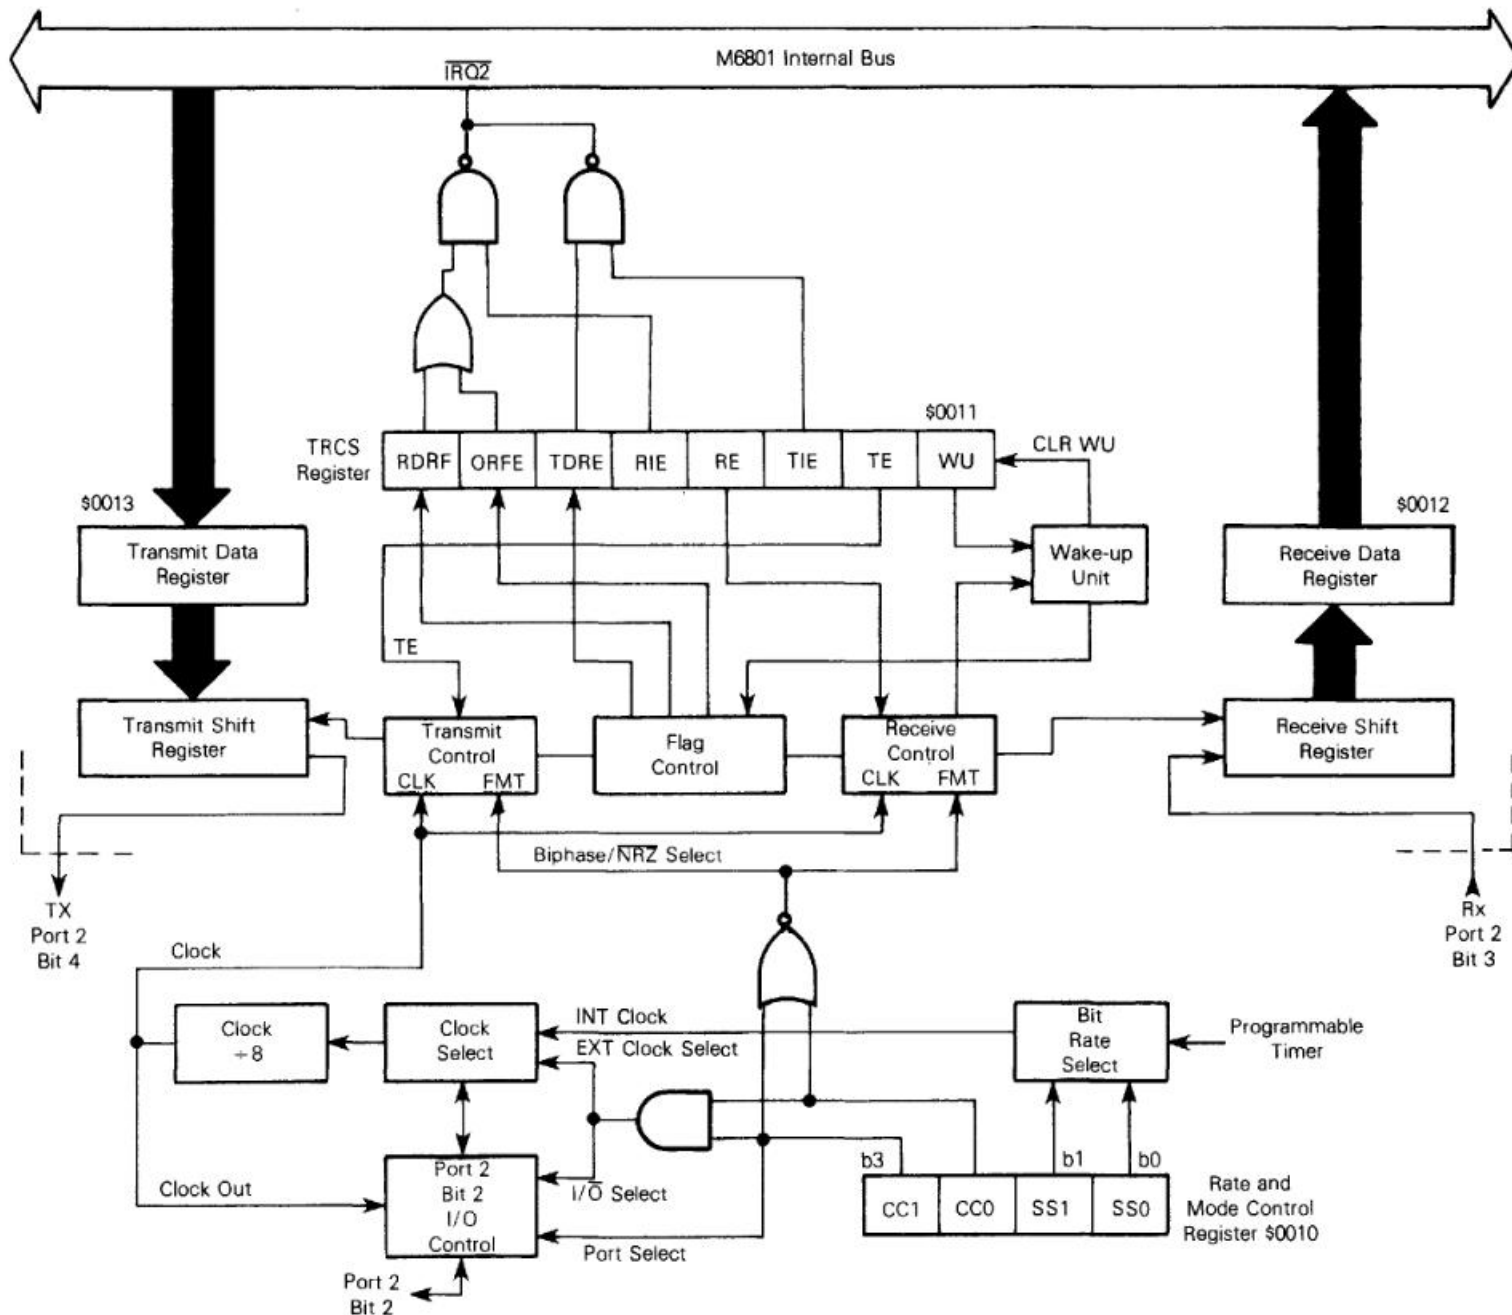 M6801 Internal Bus
IRQ2
$0011
TRCS
Register
RDRF
ORFE
TDRE
RIE
RE
TIE
TE
WU
CLR WU
$0013
Transmit Data
Register
Wake-up
Unit
$0012
Receive Data
Register
TE
Transmit Shift
Register
Transmit
Control
CLK
FMT
Flag
Control
Receive
Control
CLK
FMT
Receive Shift
Register
Biphase/NRZ Select
TX
Port 2
Bit 4
Rx
Port 2
Bit 3
Clock
Clock
÷8
Clock
Select
INT Clock
EXT Clock Select
Bit
Rate
Select
Programmable
Timer
Clock Out
Port 2
Bit 2
I/O
Control
I/O Select
Port Select
b3
b1
b0
CC1
CC0
SS1
SS0
Rate and
Mode Control
Register $0010
Port 2
Bit 2